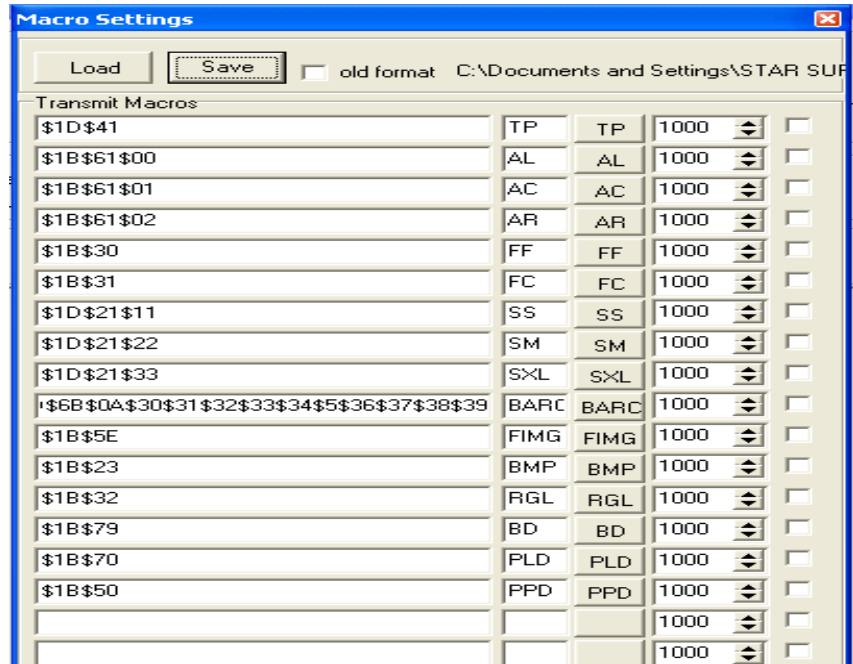 Macro Settings
Load Save old format C:\Documents and Settings\STAR SUF
Transmit Macros
$1D$41 TP TP 1000
$1B$61$00 AL AL 1000
$1B$61$01 AC AC 1000
$1B$61$02 AR AR 1000
$1B$30 FF FF 1000
$1B$31 FC FC 1000
$1D$21$11 SS SS 1000
$1D$21$22 SM SM 1000
$1D$21$33 SXL SXL 1000
$6B$0A$30$31$32$33$34$5$36$37$38$39 BARC BARC 1000
$1B$5E FIMG FIMG 1000
$1B$23 BMP BMP 1000
$1B$32 RGL RGL 1000
$1B$79 BD BD 1000
$1B$70 PLD PLD 1000
$1B$50 PPD PPD 1000
1000
1000